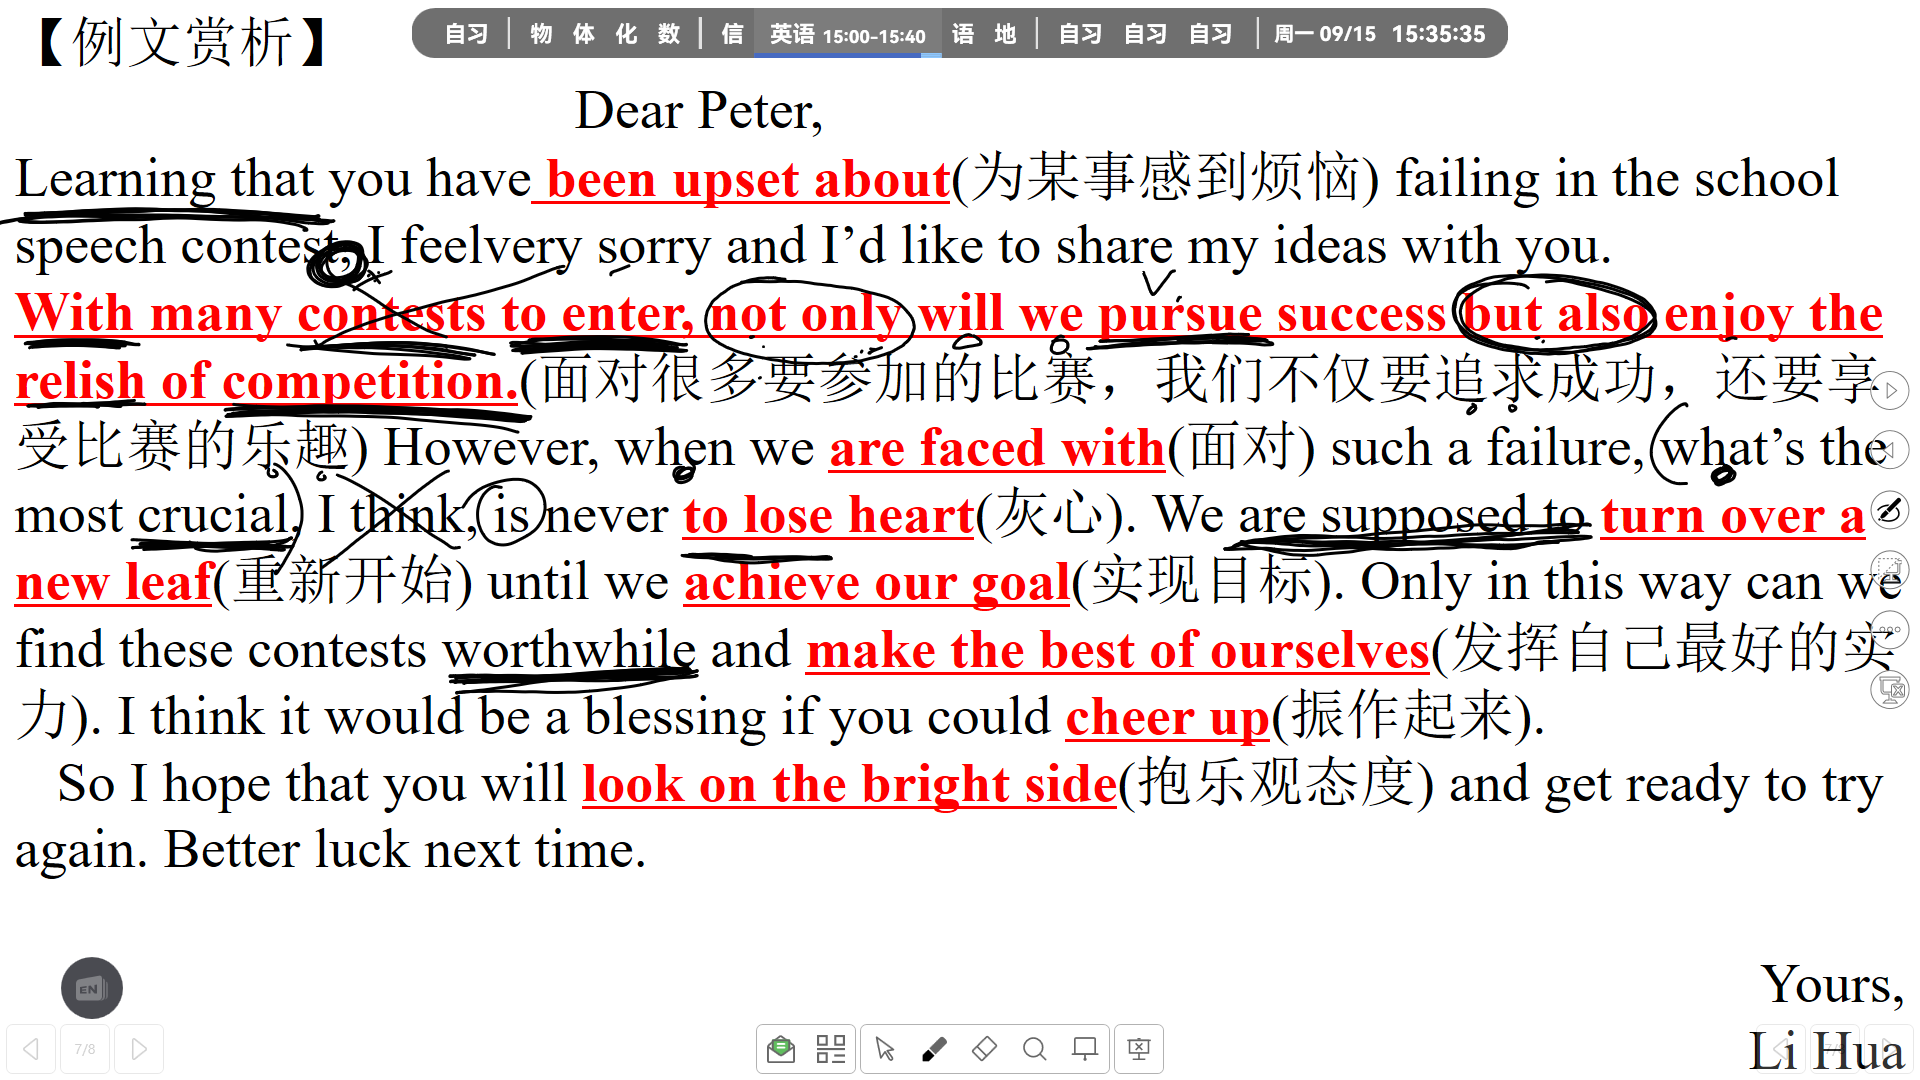 【例文赏析】
自习 物 体 化 数 信 英语 15:00-15:40 语 地 自习 自习 自习 周一 09/15 15:35:35
Dear Peter,
Learning that you have been upset about(为某事感到烦恼) failing in the school
speech contest, I feelvery sorry and I’d like to share my ideas with you.
With many contests to enter, not only will we pursue success but also enjoy the
relish of competition.(面对很多要参加的比赛，我们不仅要追求成功，还要享
受比赛的乐趣) However, when we are faced with(面对) such a failure, what’s the
most crucial, I think, is never to lose heart(灰心). We are supposed to turn over a
new leaf(重新开始) until we achieve our goal(实现目标). Only in this way can we
find these contests worthwhile and make the best of ourselves(发挥自己最好的实
力). I think it would be a blessing if you could cheer up(振作起来).
So I hope that you will look on the bright side(抱乐观态度) and get ready to try
again. Better luck next time.
Yours,
Li Hua
EN
7/8